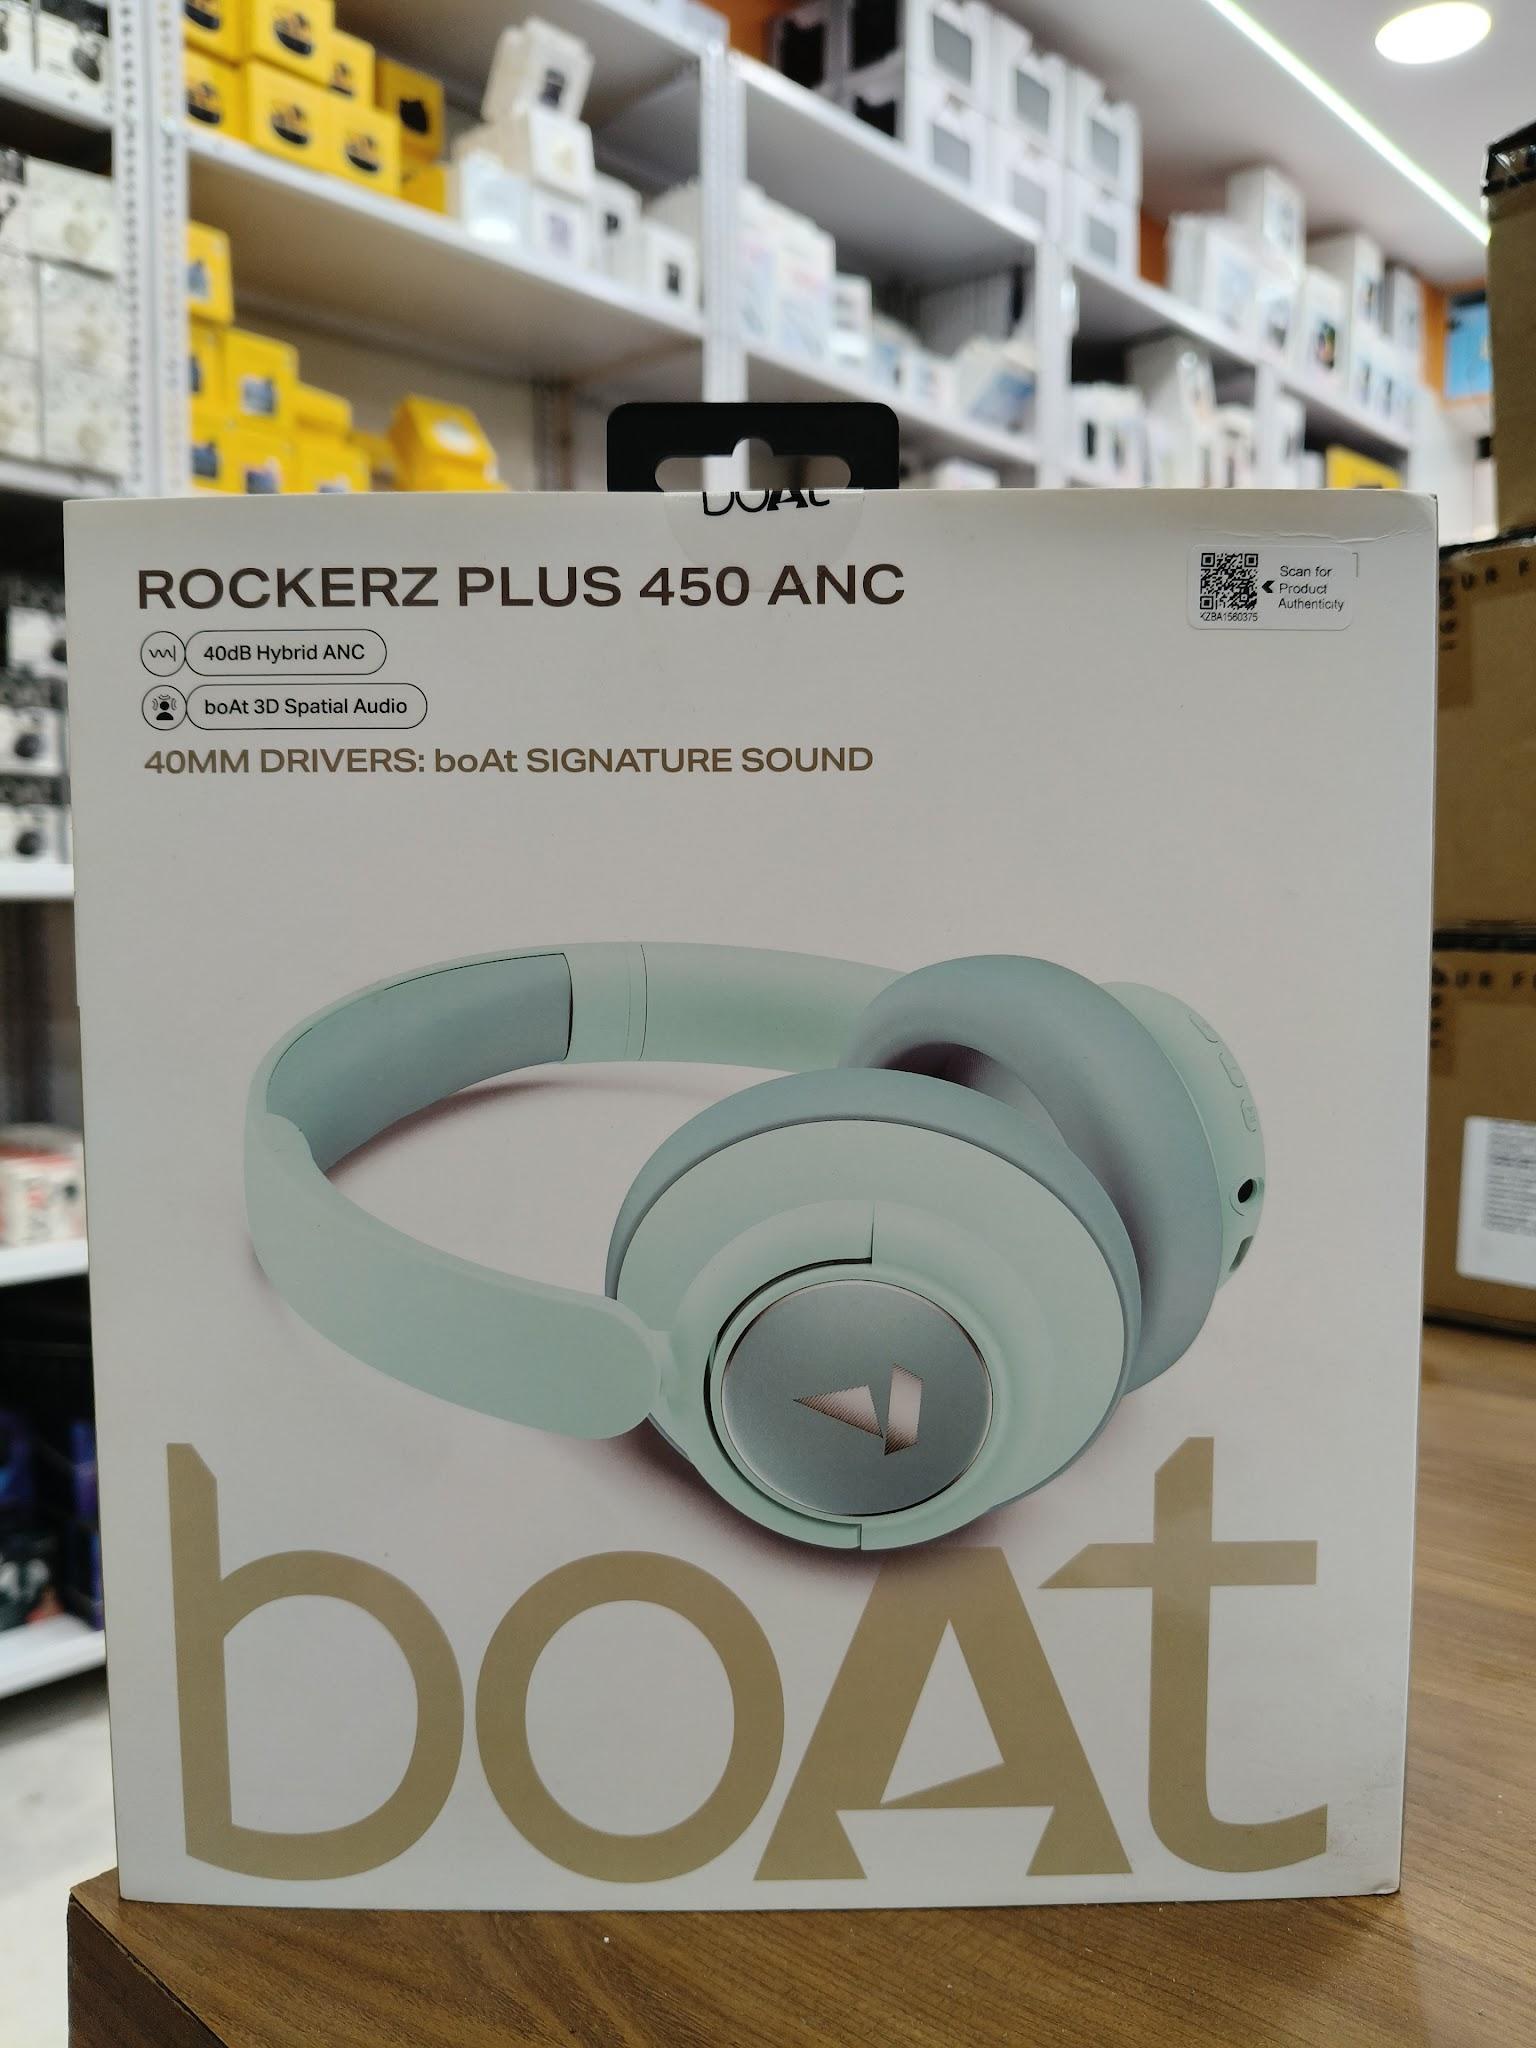 boAt
ROCKERZ PLUS 450 ANC
40dB Hybrid ANC
boAt 3D Spatial Audio
40MM DRIVERS: boAt SIGNATURE SOUND
Scan for
Product
Authenticity
XZBA1560375
boAt